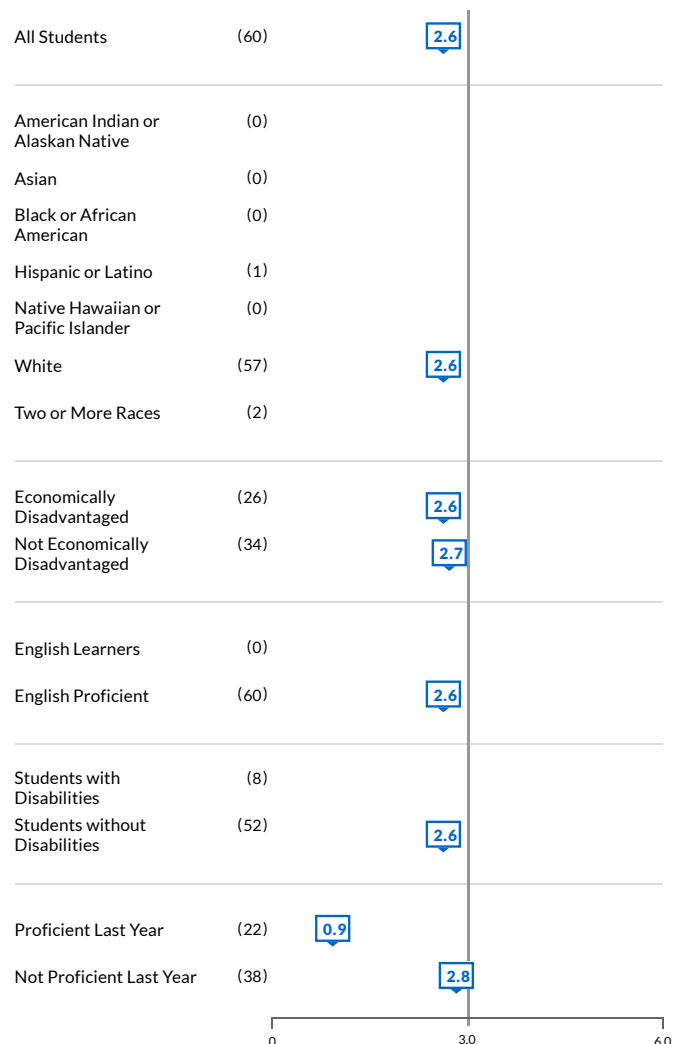 All Students (60) 2.6
American Indian or (0)
Alaskan Native
Asian (0)
Black or African (0)
American
Hispanic or Latino (1)
Native Hawaiian or (0)
Pacific Islander
White (57) 2.6
Two or More Races (2)
Economically (26) 2.6
Disadvantaged
Not Economically (34) 2.7
Disadvantaged
English Learners (0)
English Proficient (60) 2.6
Students with (8)
Disabilities
Students without (52) 2.6
Disabilities
Proficient Last Year (22) 0.9
Not Proficient Last Year (38) 2.8
0 3.0 6.0